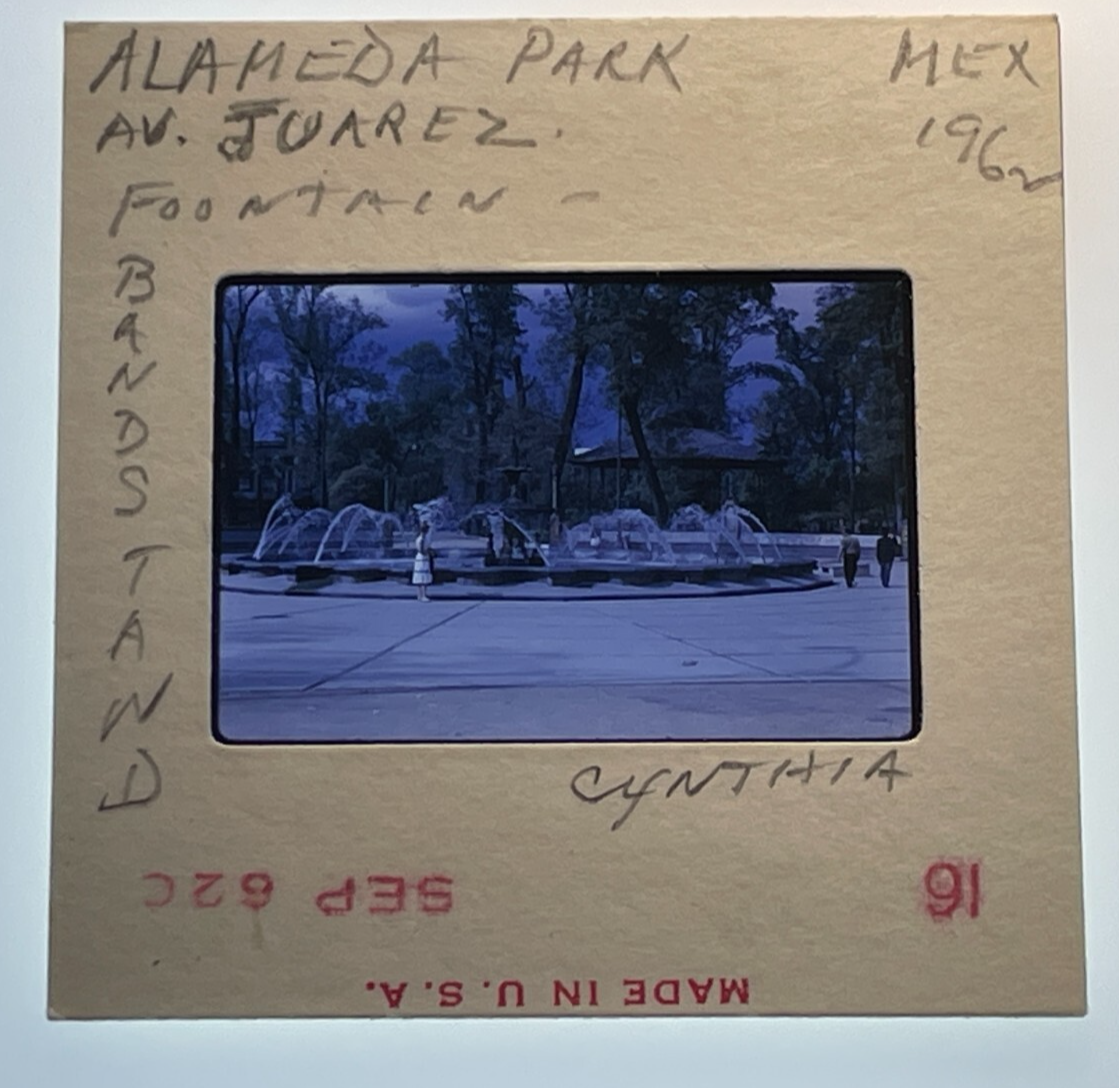 ALAMEDA PARK MEX
AV. JUAREZ. 1962
FOUNTAIN -
BANDSTAND
CYNTHIA
SEP 62C
16
MADE IN U.S.A.